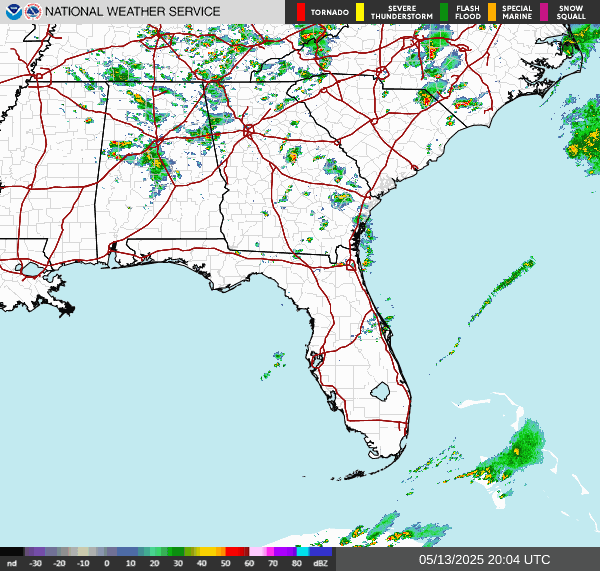 NATIONAL WEATHER SERVICE
TORNADO
SEVERE
THUNDERSTORM
FLASH
FLOOD
SPECIAL
MARINE
SNOW
SQUALL
nd -30 -20 -10 0 10 20 30 40 50 60 70 80 dBZ
05/13/2025 20:04 UTC